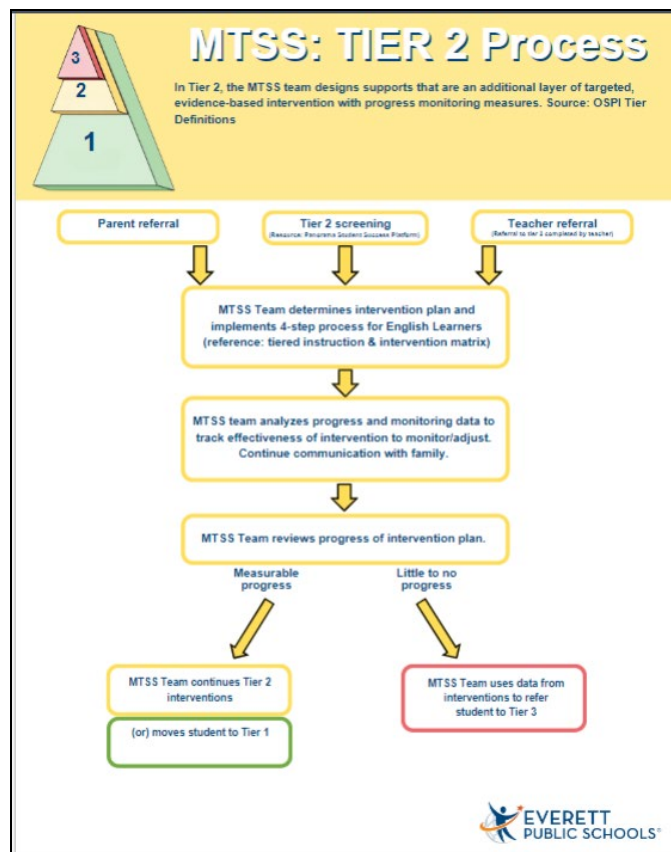 MTSS: TIER 2 Process
3
2
1
In Tier 2, the MTSS team designs supports that are an additional layer of targeted,
evidence-based intervention with progress monitoring measures. Source: OSPI Tier
Definitions
Parent referral
Tier 2 screening
(Resource: Panorama Student Success Platform)
Teacher referral
(Referral to tier 2 completed by teacher)
MTSS Team determines intervention plan and
implements 4-step process for English Learners
(reference: tiered instruction & intervention matrix)
MTSS team analyzes progress and monitoring data to
track effectiveness of intervention to monitor/adjust.
Continue communication with family.
MTSS Team reviews progress of intervention plan.
Measurable
progress
Little to no
progress
MTSS Team continues Tier 2
interventions
(or) moves student to Tier 1
MTSS Team uses data from
interventions to refer
student to Tier 3
EVERETT
PUBLIC SCHOOLS®